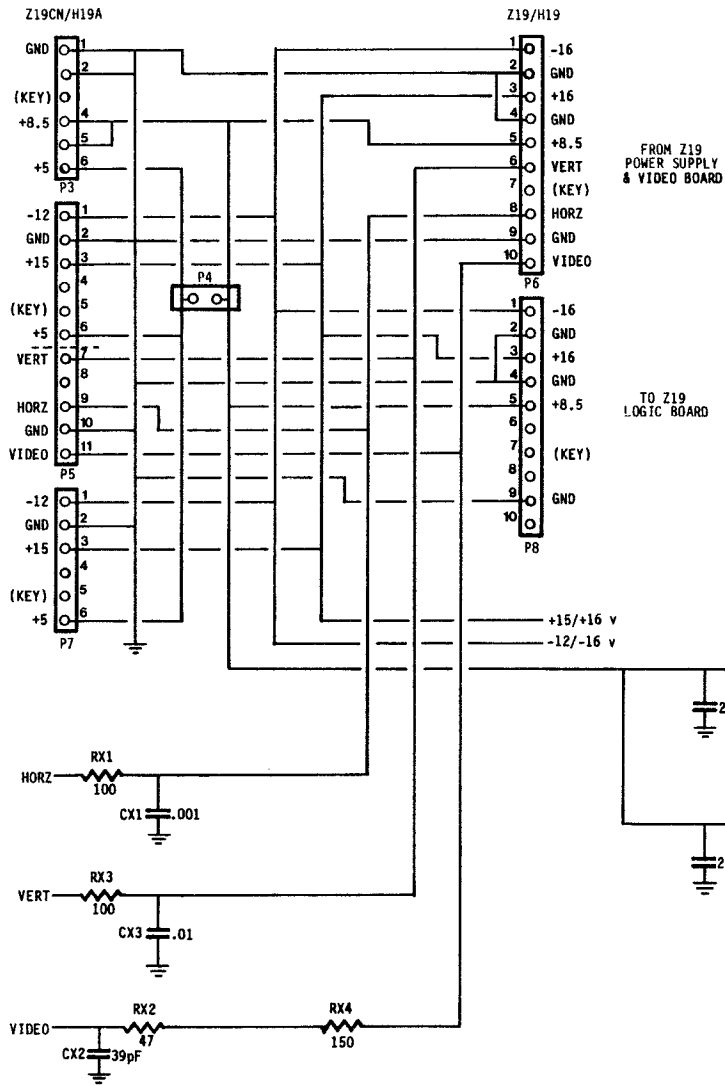 Z19CN/H19A
GND 1
2
(KEY)
+8.5 4
5
+5 6
P3
-12 1
GND 2
+15 3
4
(KEY) 5
+5 6
VERT 7
8
HORZ 9
GND 10
VIDEO 11
P5
-12 1
GND 2
+15 3
4
(KEY) 5
+5 6
P7
P4
Z19/H19
1 -16
2 GND
3 +16
4 GND
5 +8.5
6 VERT
7 (KEY)
8 HORZ
9 GND
10 VIDEO
P6
FROM Z19
POWER SUPPLY
& VIDEO BOARD
1 -16
2 GND
3 +16
4 GND
5 +8.5
6
7 (KEY)
8
9 GND
10
P8
TO Z19
LOGIC BOARD
+15/+16 v
-12/-16 v
2
2
HORZ
RX1
100
CX1 .001
VERT
RX3
100
CX3 .01
VIDEO
RX2
47
RX4
150
CX2 39pF